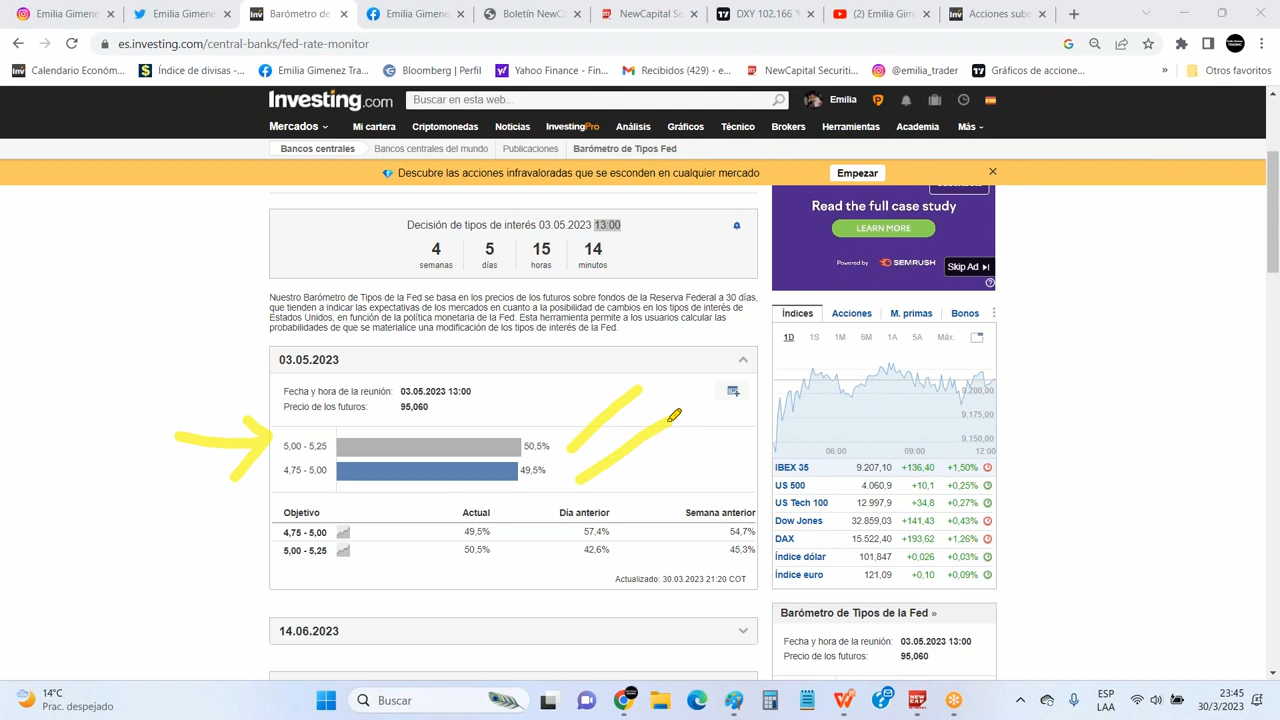 Emilia Gimenez
Emilia Gimenez
Barómetro de
Emilia Gimenez
Boletín NewC
NewCapital S
DXY 102.166
(2) Emilia Gim
Acciones sub
es.investing.com/central-banks/fed-rate-monitor
Calendario Económ...
Índice de divisas -...
Emilia Gimenez Tra...
Bloomberg | Perfil
Yahoo Finance - Fin...
Recibidos (429) - e...
NewCapital Securiti...
@emilia_trader
Gráficos de accione...
»
Otros favoritos
Investing.com
Buscar en esta web...
Emilia
Mercados
Mi cartera
Criptomonedas
Noticias
InvestingPro
Análisis
Gráficos
Técnico
Brokers
Herramientas
Academia
Más
Bancos centrales
Bancos centrales del mundo
Publicaciones
Barómetro de Tipos Fed
Descubre las acciones infravaloradas que se esconden en cualquier mercado
Empezar
Decisión de tipos de interés 03.05.2023 13:00
4 5 15 14
semanas días horas minutos
Nuestro Barómetro de Tipos de la Fed se basa en los precios de los futuros sobre fondos de la Reserva Federal a 30 días,
que tienden a indicar las expectativas de los mercados en cuanto a la posibilidad de cambios en los tipos de interés de
Estados Unidos, en función de la política monetaria de la Fed. Esta herramienta permite a los usuarios calcular las
probabilidades de que se materialice una modificación de los tipos de interés de la Fed.
03.05.2023
Fecha y hora de la reunión: 03.05.2023 13:00
Precio de los futuros: 95,060
5,00 - 5,25 50,5%
4,75 - 5,00 49,5%
Objetivo Actual Dia anterior Semana anterior
4,75 - 5,00 49,5% 57,4% 54,7%
5,00 - 5,25 50,5% 42,6% 45,3%
Actualizado: 30.03.2023 21:20 COT
14.06.2023
Read the full case study
LEARN MORE
Powered by SEMRUSH
Skip Ad
Índices Acciones M. primas Bonos
1D 1S 1M 6M 1A 5A Máx.
9.200,00
9.175,00
9.150,00
06:00 09:00 12:00
IBEX 35 9.207,10 +136,40 +1,50%
US 500 4.060,9 +10,1 +0,25%
US Tech 100 12.997,9 +34,8 +0,27%
Dow Jones 32.859,03 +141,43 +0,43%
DAX 15.522,40 +193,62 +1,26%
Índice dólar 101,847 +0,026 +0,03%
Índice euro 121,09 +0,10 +0,09%
Barómetro de Tipos de la Fed »
Fecha y hora de la reunión: 03.05.2023 13:00
Precio de los futuros: 95,060
14°C
Prac. despejado
Buscar
ESP
LAA
23:45
30/3/2023